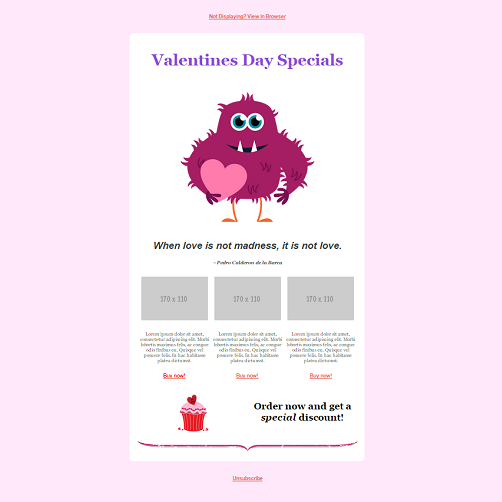 Not Displaying? View In Browser
Valentines Day Specials
When love is not madness, it is not love.
- Pedro Calderon de la Barca
170 x 110
170 x 110
170 x 110
Lorem ipsum dolor sit amet,
consectetur adipiscing elit. Morbi
lobortis maximus felis, ac congue
odio finibus eu. Quisque vel
posuere felis. In hac habitasse
platea dictumst.
Buy now!
Lorem ipsum dolor sit amet,
consectetur adipiscing elit. Morbi
lobortis maximus felis, ac congue
odio finibus eu. Quisque vel
posuere felis. In hac habitasse
platea dictumst.
Buy now!
Lorem ipsum dolor sit amet,
consectetur adipiscing elit. Morbi
lobortis maximus felis, ac congue
odio finibus eu. Quisque vel
posuere felis. In hac habitasse
platea dictumst.
Buy now!
Order now and get a
special discount!
Unsubscribe